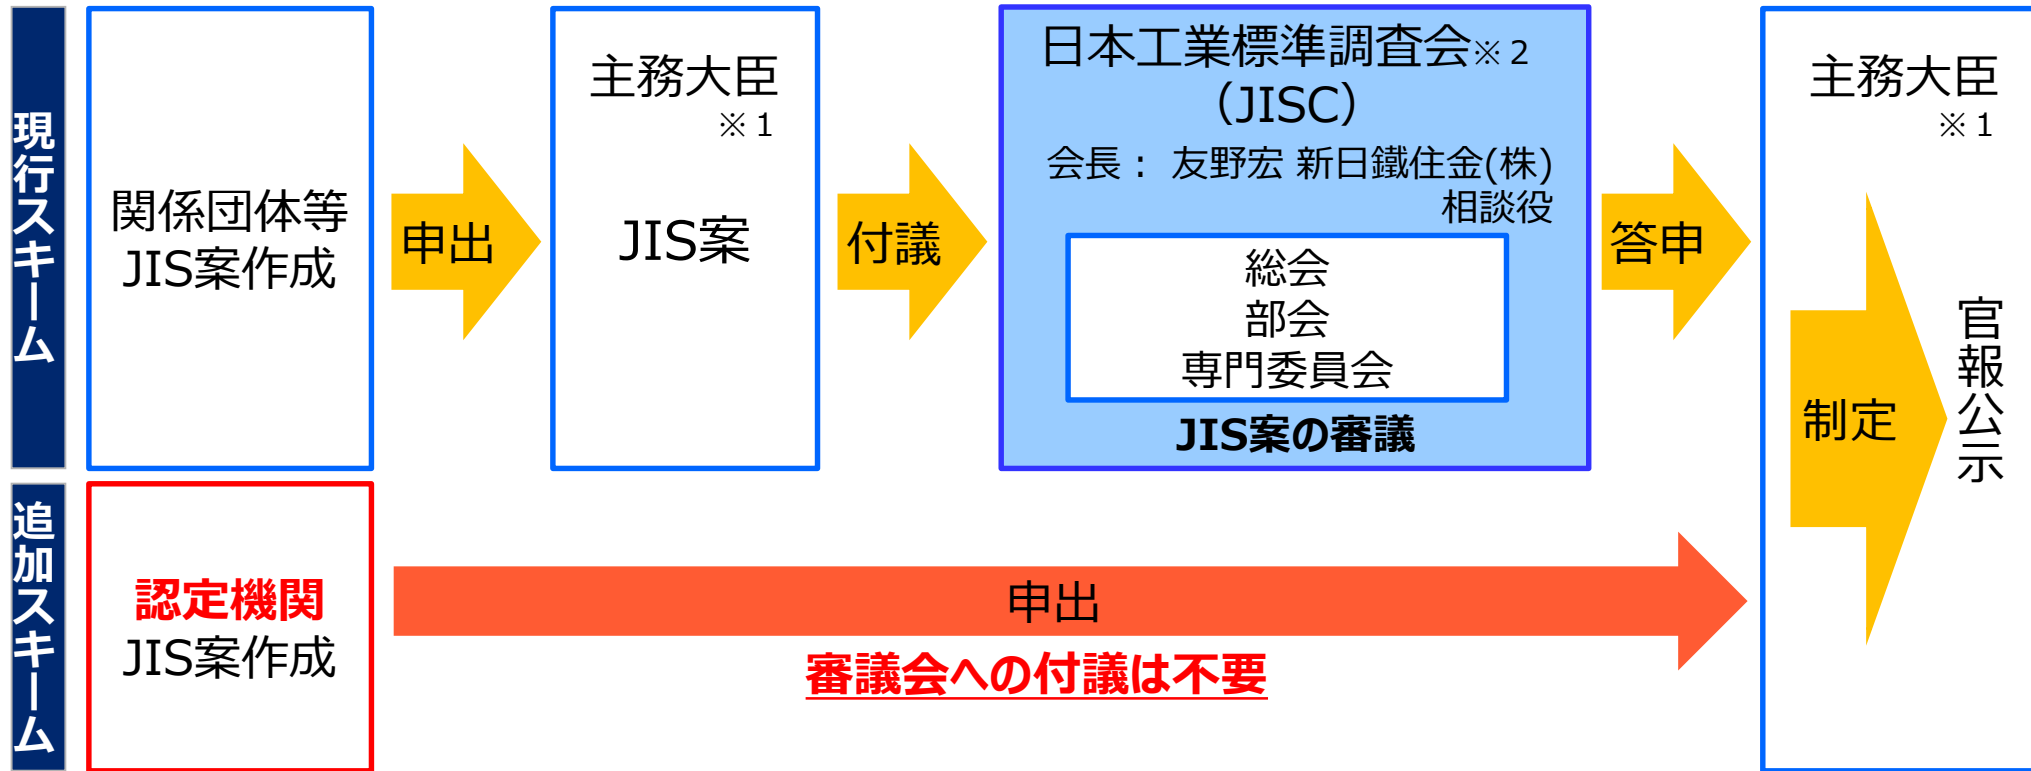 現行スキーム
関係団体等
JIS案作成
申出
主務大臣
※１
JIS案
付議
日本工業標準調査会※２
（JISC）
会長： 友野宏 新日鐵住金(株)
相談役
総会
部会
専門委員会
JIS案の審議
答申
主務大臣
※１
制定
官報公示
追加スキーム
認定機関
JIS案作成
申出
審議会への付議は不要